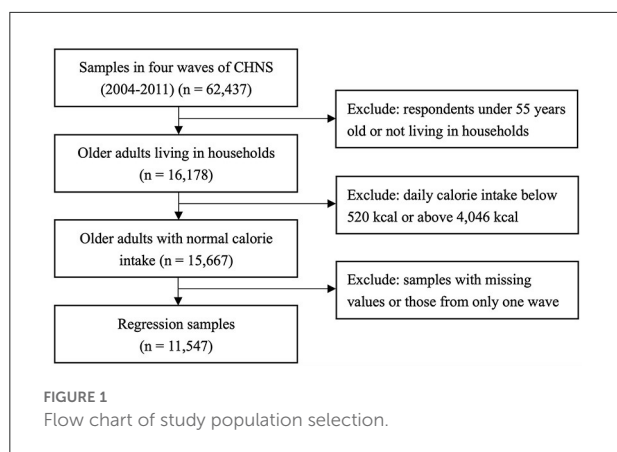 Samples in four waves of CHNS
(2004-2011) (n = 62,437)
Exclude: respondents under 55 years
old or not living in households
Older adults living in households
(n = 16,178)
Exclude: daily calorie intake below
520 kcal or above 4,046 kcal
Older adults with normal calorie
intake (n = 15,667)
Exclude: samples with missing
values or those from only one wave
Regression samples
(n = 11,547)
FIGURE 1
Flow chart of study population selection.